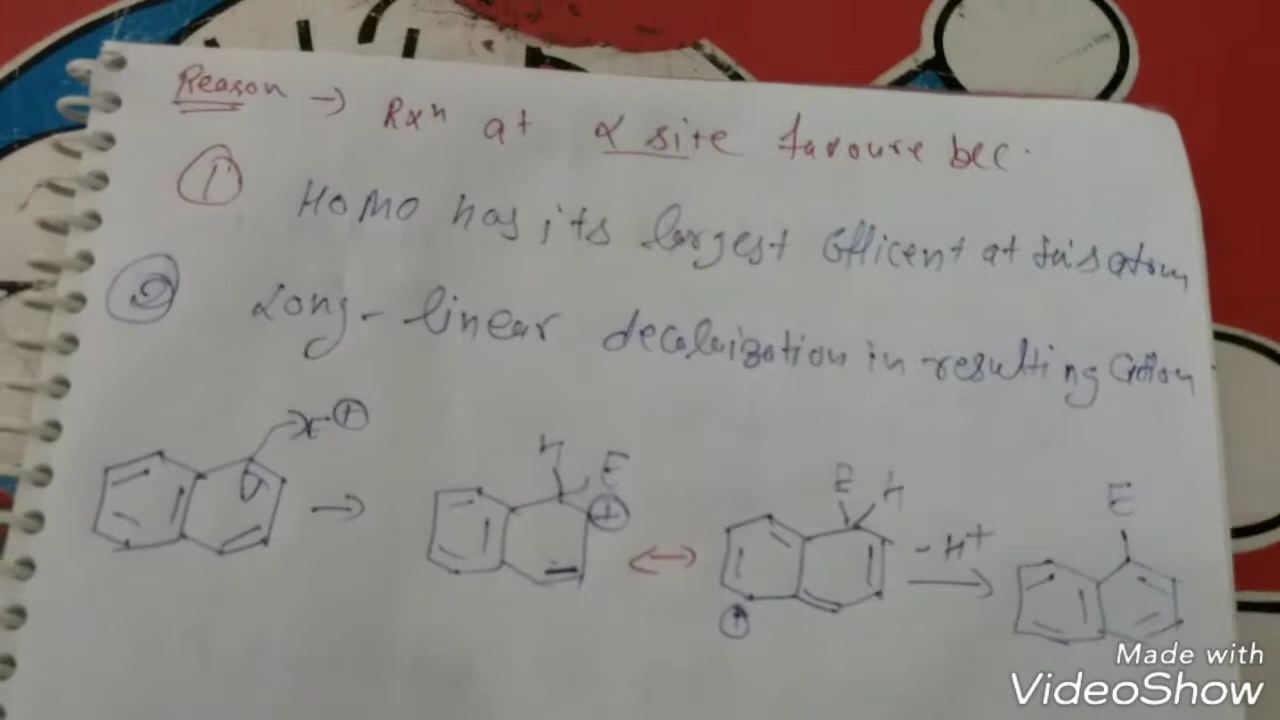 Reason → Rxn at α site favoure bec.
① HOMO has its largest Cofficent at this atom
② Long-linear decolaization in resulting Cation
H E E H E
⊕ -H+
⊕
Made with
VideoShow